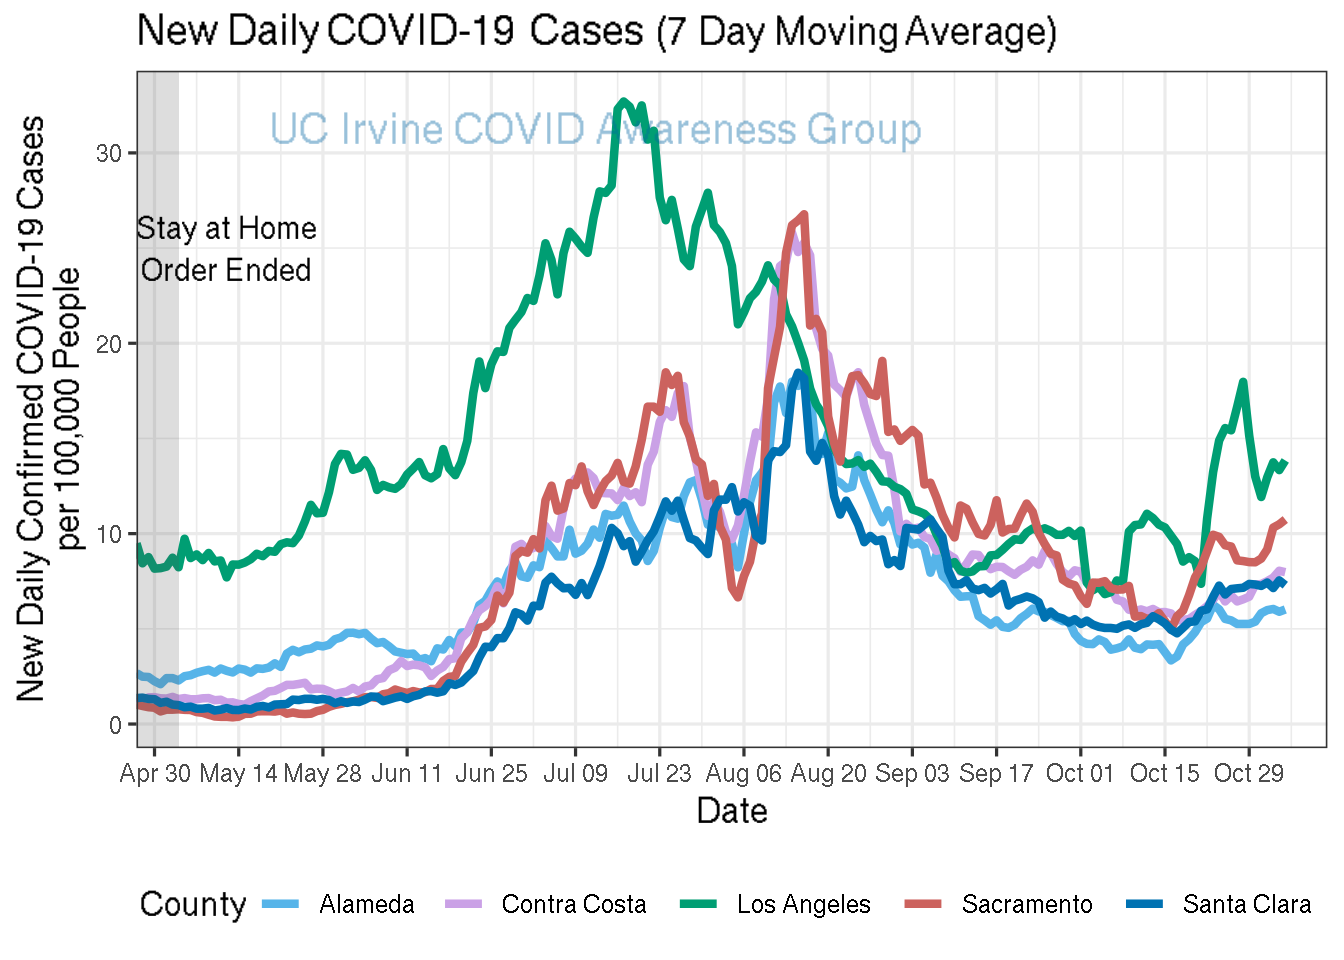 New Daily COVID-19 Cases (7 Day Moving Average)
UC Irvine COVID Awareness Group
Stay at Home
Order Ended
New Daily Confirmed COVID-19 Cases
per 100,000 People
30
20
10
0
Apr 30 May 14 May 28 Jun 11 Jun 25 Jul 09 Jul 23 Aug 06 Aug 20 Sep 03 Sep 17 Oct 01 Oct 15 Oct 29
Date
County Alameda Contra Costa Los Angeles Sacramento Santa Clara